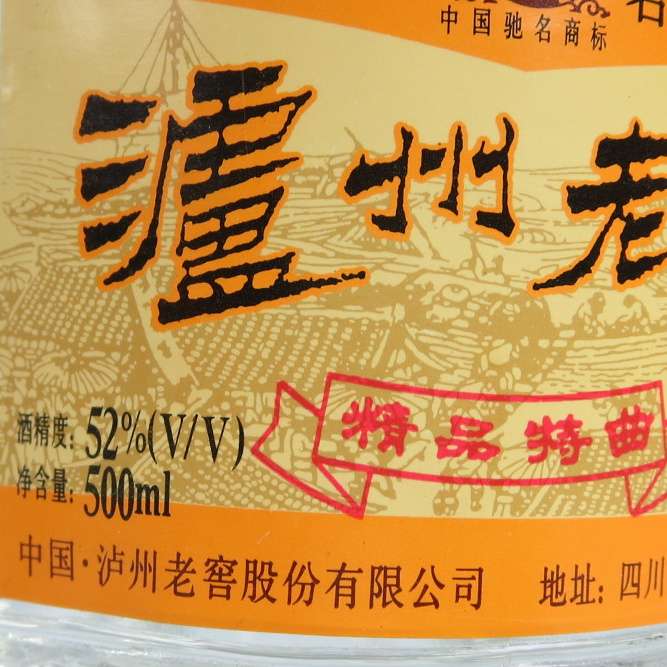 中国驰名商标
泸州老
精品特曲
酒精度: 52%(V/V)
净含量: 500ml
中国·泸州老窖股份有限公司 地址: 四川